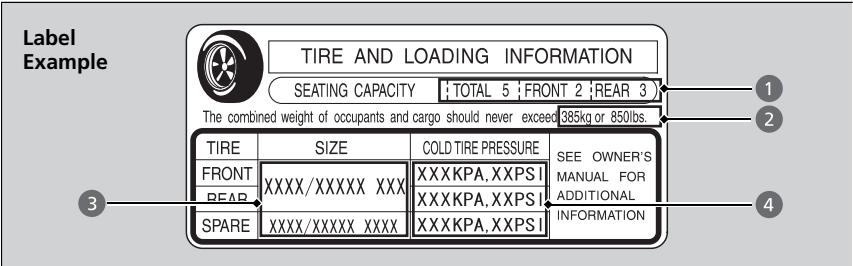 Label
Example
TIRE AND LOADING INFORMATION
SEATING CAPACITY TOTAL 5 FRONT 2 REAR 3
1
The combined weight of occupants and cargo should never exceed 385kg or 850lbs.
2
TIRE SIZE COLD TIRE PRESSURE
SEE OWNER'S
MANUAL FOR
ADDITIONAL
INFORMATION
FRONT XXXX/XXXXX XXX XXXKPA,XXPSI
REAR XXXKPA,XXPSI
SPARE XXXX/XXXXX XXXX XXXKPA,XXPSI
3
4